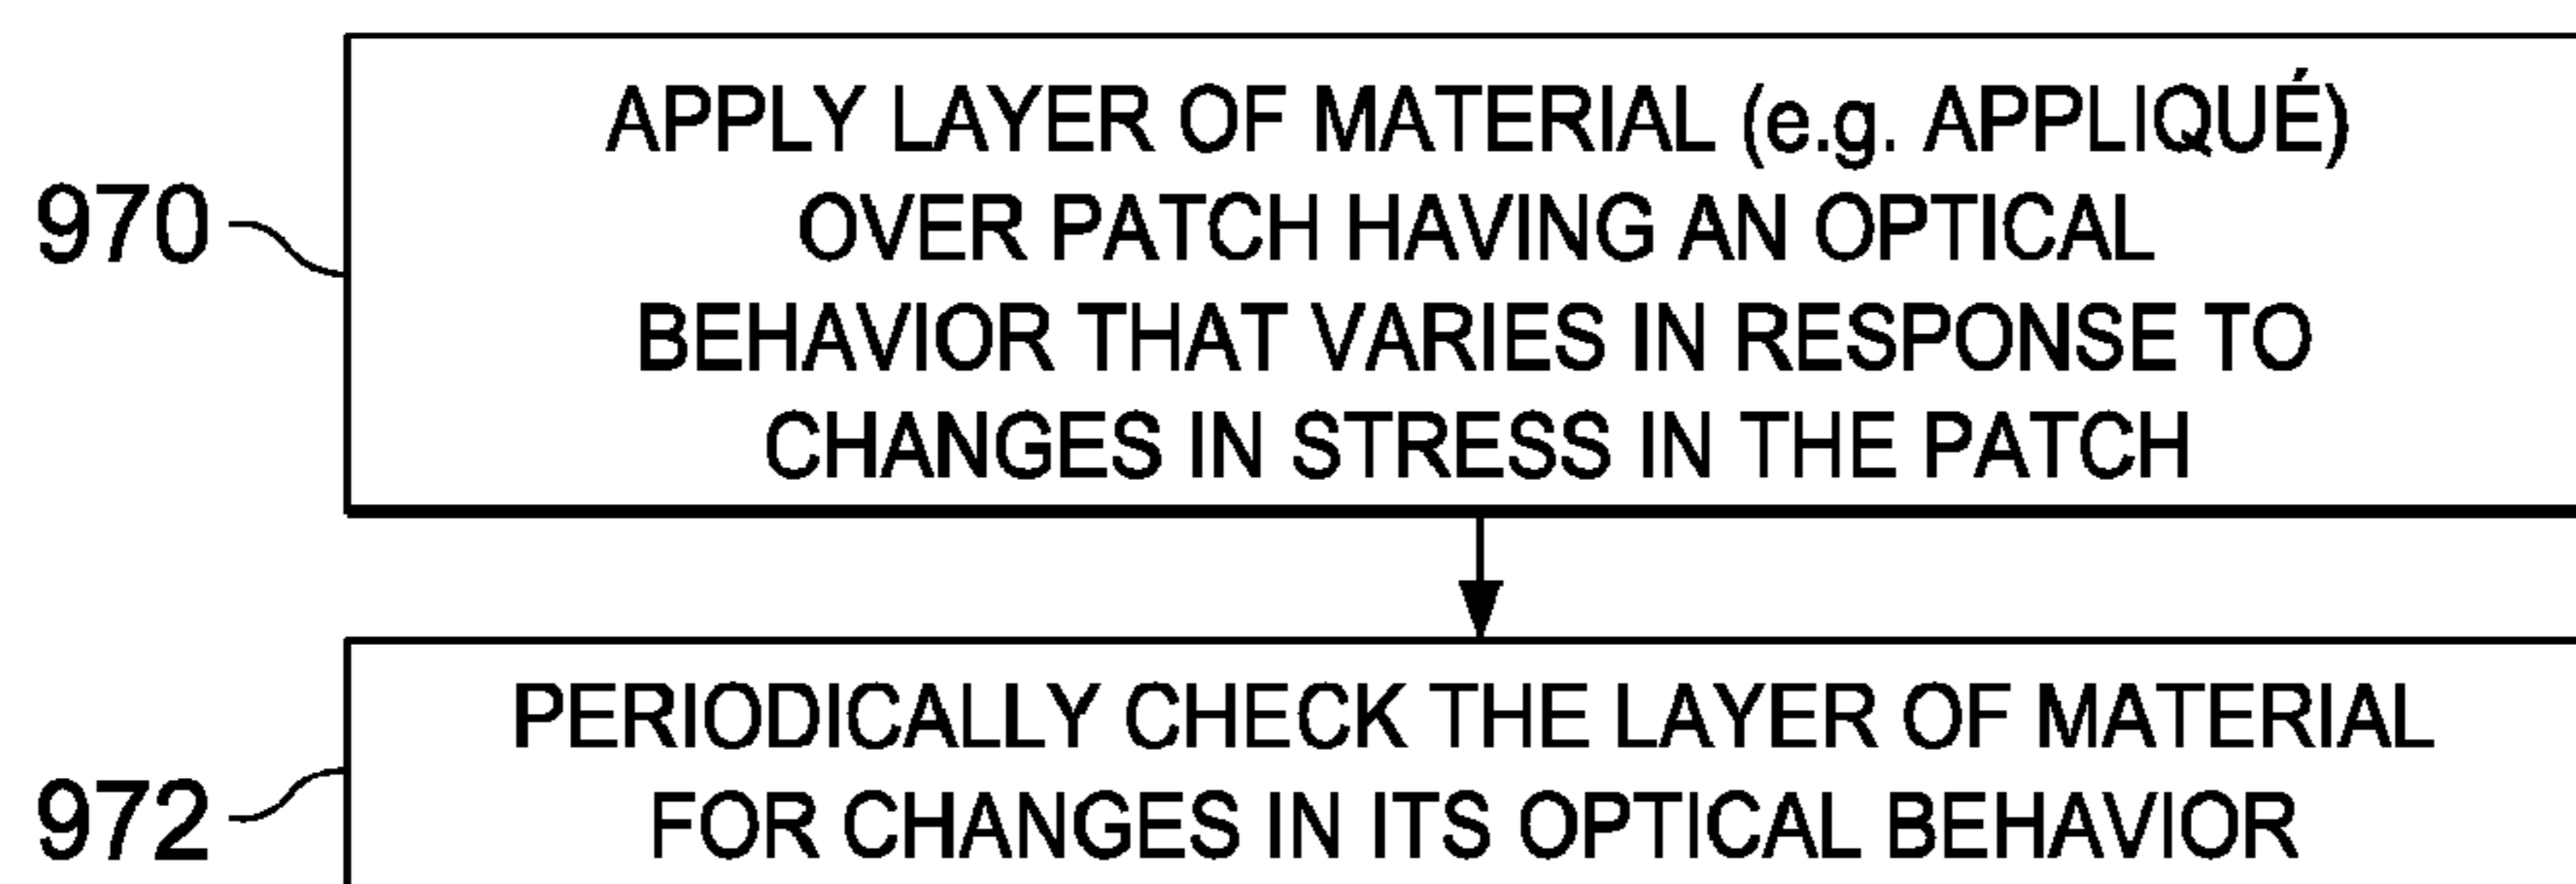 APPLY LAYER OF MATERIAL (e.g. APPLIQUÉ)
970
OVER PATCH HAVING AN OPTICAL
BEHAVIOR THAT VARIES IN RESPONSE TO
CHANGES IN STRESS IN THE PATCH
PERIODICALLY CHECK THE LAYER OF MATERIAL
972
FOR CHANGES IN ITS OPTICAL BEHAVIOR